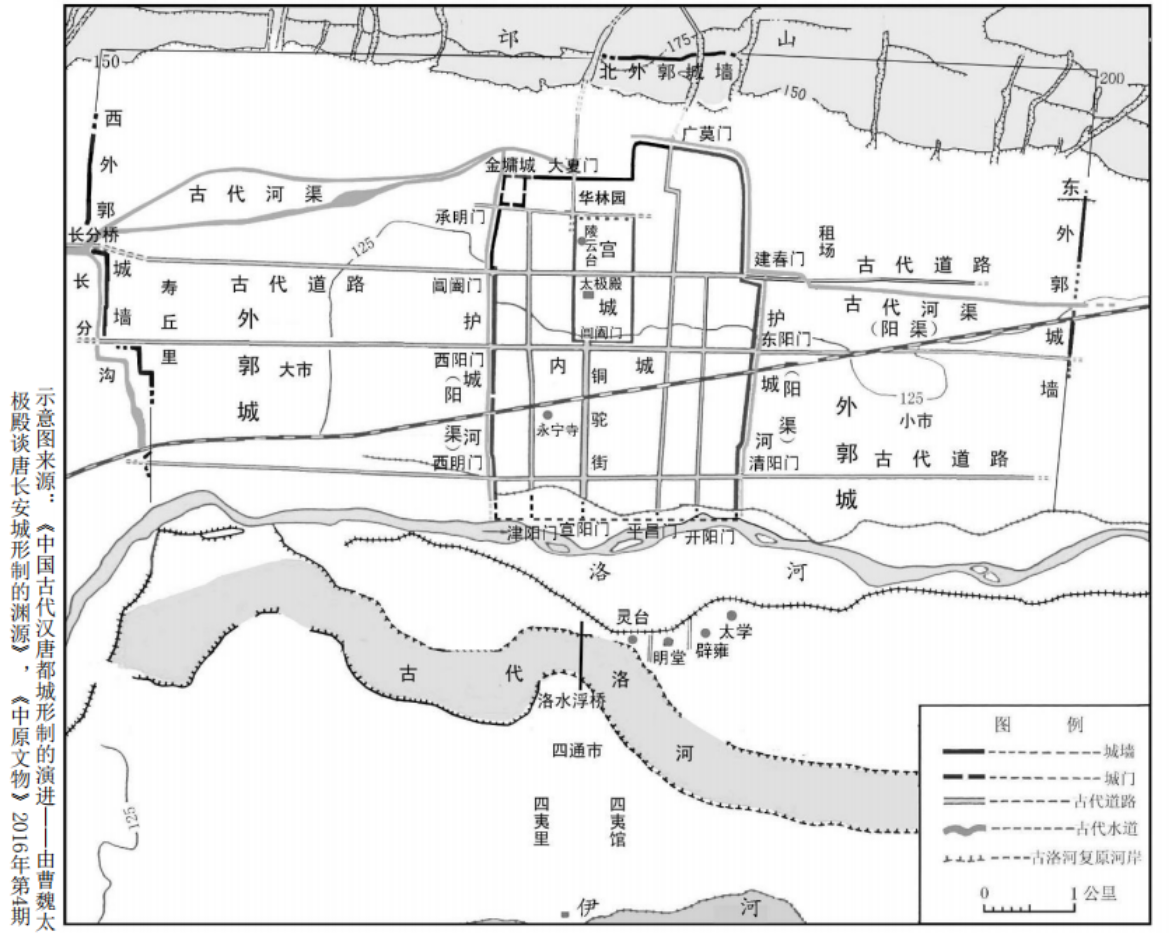 邙 山
175
北外郭城墙
150
150
200
西外郭城墙
广莫门
金墉城
大夏门
古代河渠
华林园
承明门
东外郭城墙
长分桥
125
陵云台
宫城
租场
建春门
古代道路
长分沟
寿丘里
古代道路
阊阖门
太极殿
古代河渠
(阳渠)
外郭城
护城河
(阳渠)
阊阖门
护城河
(阳渠)
东阳门
西阳门
内城
大市
铜驼街
125
外郭城
小市
永宁寺
西明门
清阳门
古代道路
津阳门
宣阳门
平昌门
开阳门
洛 河
灵台
太学
明堂
辟雍
古代洛河
洛水浮桥
四通市
四夷里
四夷馆
125
伊 河
图 例
城墙
城门
古代道路
古代水道
古洛河复原河岸
0 1公里
示意图来源：《中国古代汉唐都城形制的演进——由曹魏太
极殿谈唐长安城形制的渊源》，《中原文物》2016年第4期